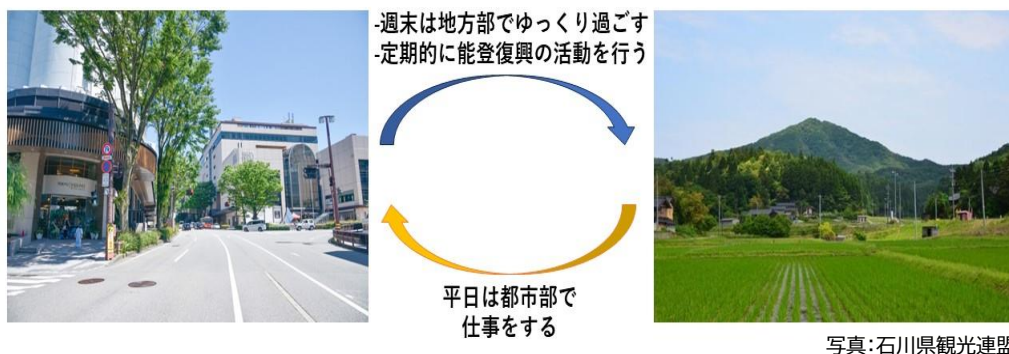 -週末は地方部でゆっくり過ごす
-定期的に能登復興の活動を行う
平日は都市部で
仕事をする
写真:石川県観光連盟